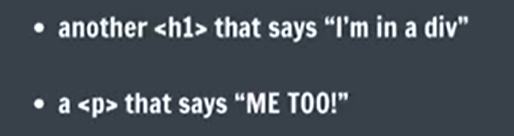 • another <h1> that says “I’m in a div”
• a <p> that says “ME TOO!”